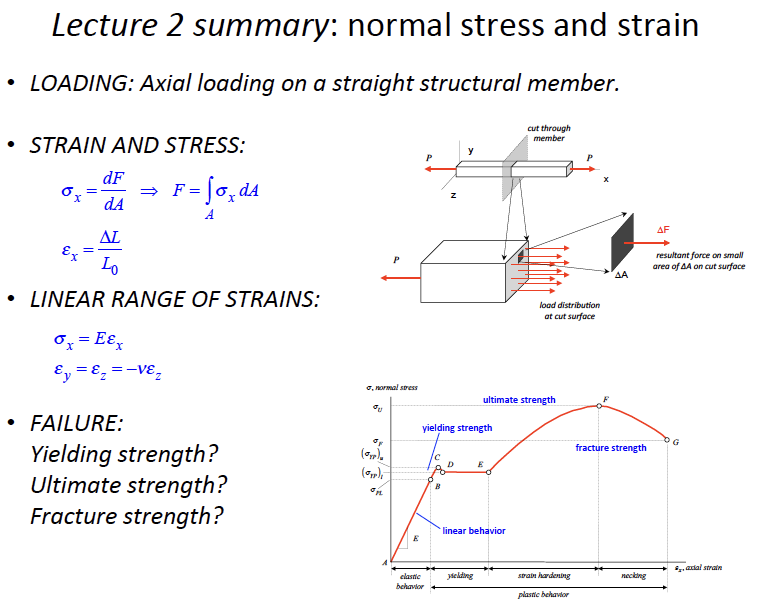 Lecture 2 summary: normal stress and strain
• LOADING: Axial loading on a straight structural member.
• STRAIN AND STRESS:
σx = dF/dA ⇒ F = ∫A σx dA
εx = ΔL/L0
• LINEAR RANGE OF STRAINS:
σx = Eεx
εy = εz = −νεz
• FAILURE:
Yielding strength?
Ultimate strength?
Fracture strength?
cut through
member
y
P
P
x
z
P
ΔF
resultant force on small
area of ΔA on cut surface
ΔA
load distribution
at cut surface
σ, normal stress
σU
ultimate strength
F
yielding strength
σF
fracture strength
G
(σYP)u
C
D
E
(σYP)l
B
σPL
linear behavior
E
A
εx, axial strain
elastic
behavior
yielding
strain hardening
necking
plastic behavior